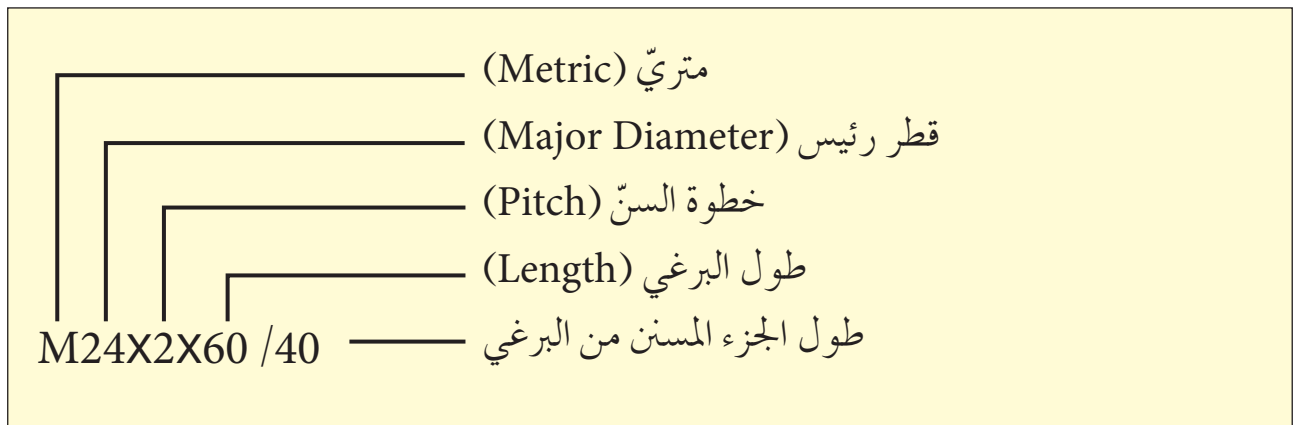 متريّ (Metric)
قطر رئيس (Major Diameter)
خطوة السنّ (Pitch)
طول البرغي (Length)
طول الجزء المسنن من البرغي
M24X2X60 /40